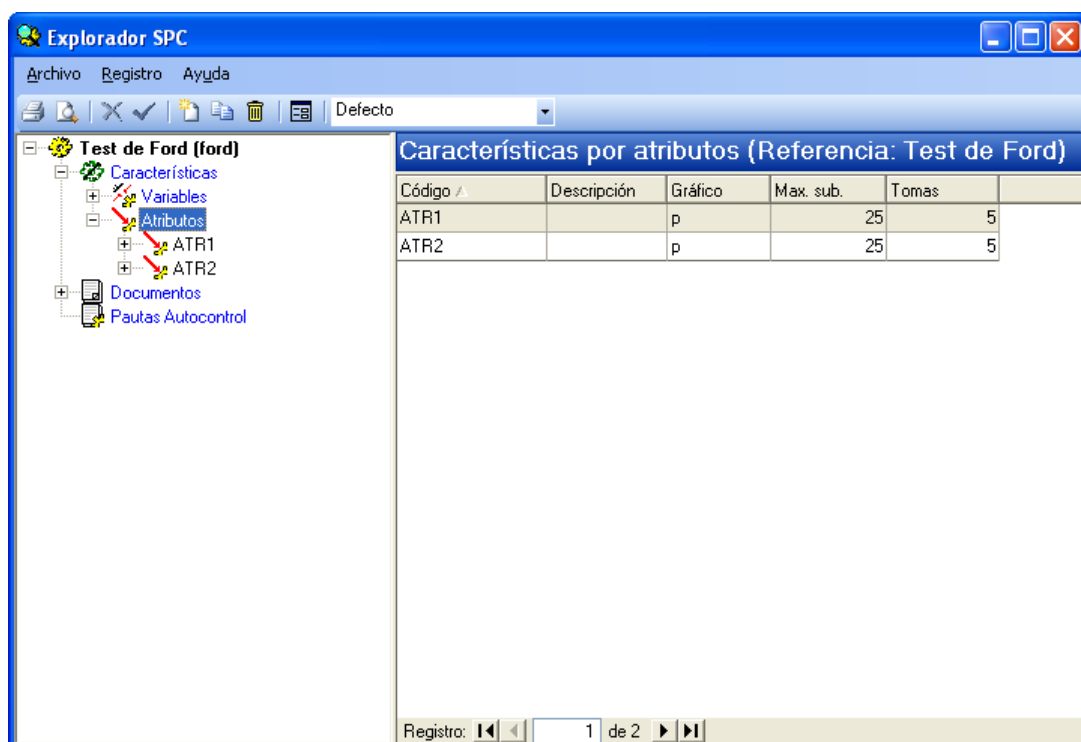 Explorador SPC
Archivo Registro Ayuda
Defecto
Test de Ford (ford)
Características
Variables
Atributos
ATR1
ATR2
Documentos
Pautas Autocontrol
Características por atributos (Referencia: Test de Ford)
Código Descripción Gráfico Max. sub. Tomas
ATR1 p 25 5
ATR2 p 25 5
Registro: 1 de 2